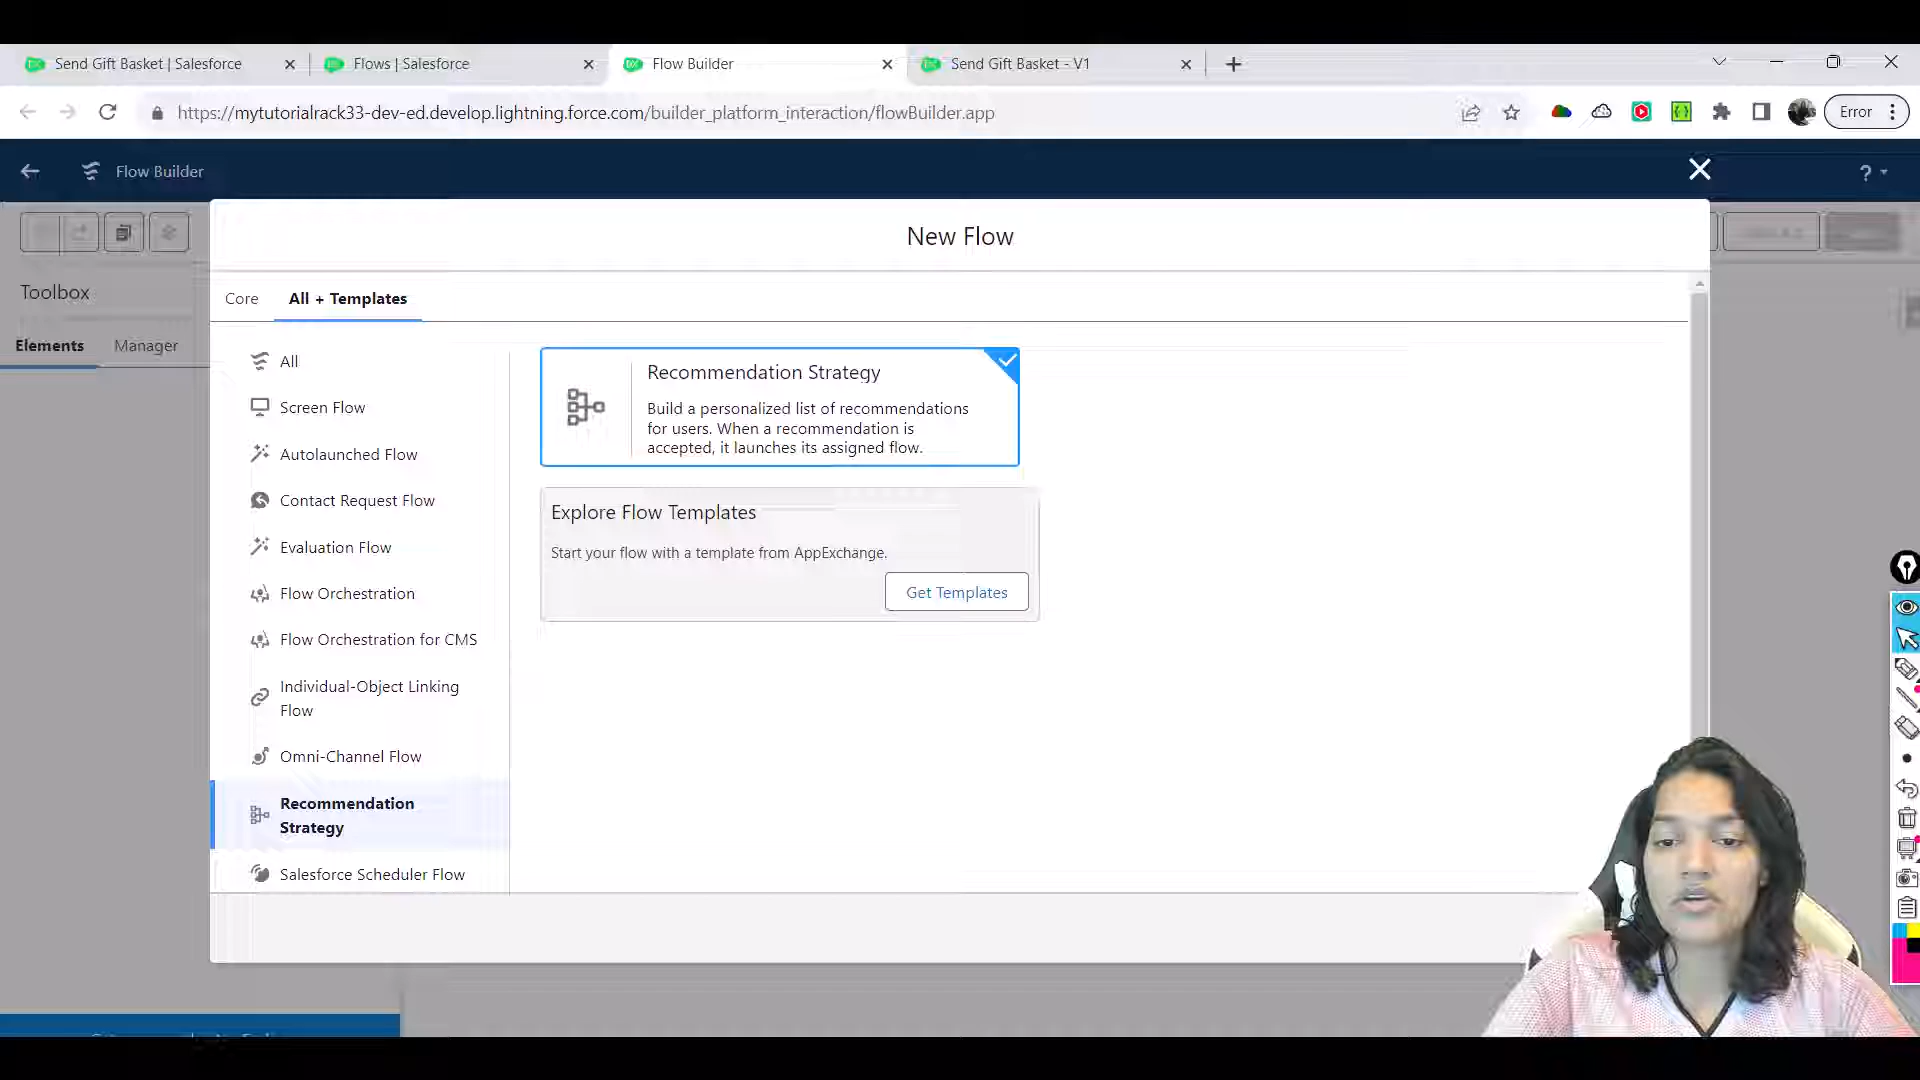 Send Gift Basket | Salesforce
Flows | Salesforce
Flow Builder
Send Gift Basket - V1
https://mytutorialrack33-dev-ed.develop.lightning.force.com/builder_platform_interaction/flowBuilder.app
Error
Flow Builder
?
New Flow
Toolbox
Core
All + Templates
Elements
Manager
All
Screen Flow
Autolaunched Flow
Contact Request Flow
Evaluation Flow
Flow Orchestration
Flow Orchestration for CMS
Individual-Object Linking
Flow
Omni-Channel Flow
Recommendation
Strategy
Salesforce Scheduler Flow
Recommendation Strategy
Build a personalized list of recommendations
for users. When a recommendation is
accepted, it launches its assigned flow.
Explore Flow Templates
Start your flow with a template from AppExchange.
Get Templates